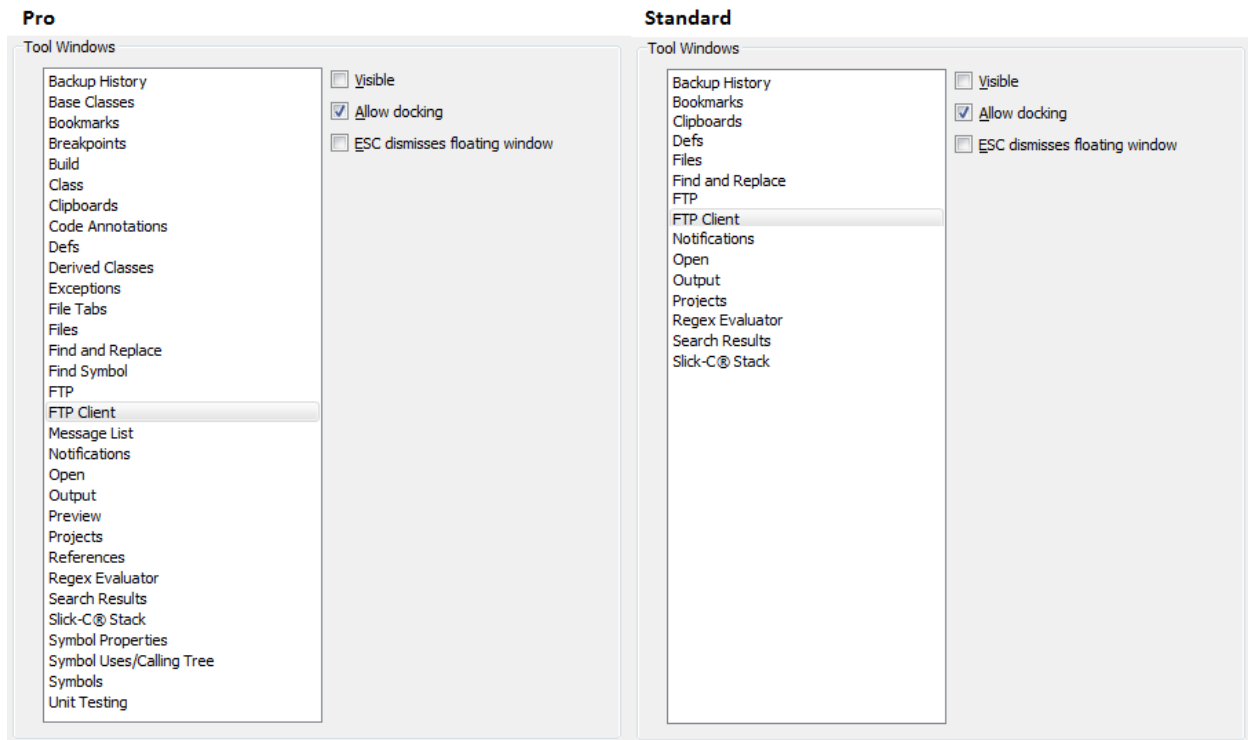 Pro
Tool Windows
Backup History
Base Classes
Bookmarks
Breakpoints
Build
Class
Clipboards
Code Annotations
Defs
Derived Classes
Exceptions
File Tabs
Files
Find and Replace
Find Symbol
FTP
FTP Client
Message List
Notifications
Open
Output
Preview
Projects
References
Regex Evaluator
Search Results
Slick-C® Stack
Symbol Properties
Symbol Uses/Calling Tree
Symbols
Unit Testing
Visible
Allow docking
ESC dismisses floating window
Standard
Tool Windows
Backup History
Bookmarks
Clipboards
Defs
Files
Find and Replace
FTP
FTP Client
Notifications
Open
Output
Projects
Regex Evaluator
Search Results
Slick-C® Stack
Visible
Allow docking
ESC dismisses floating window